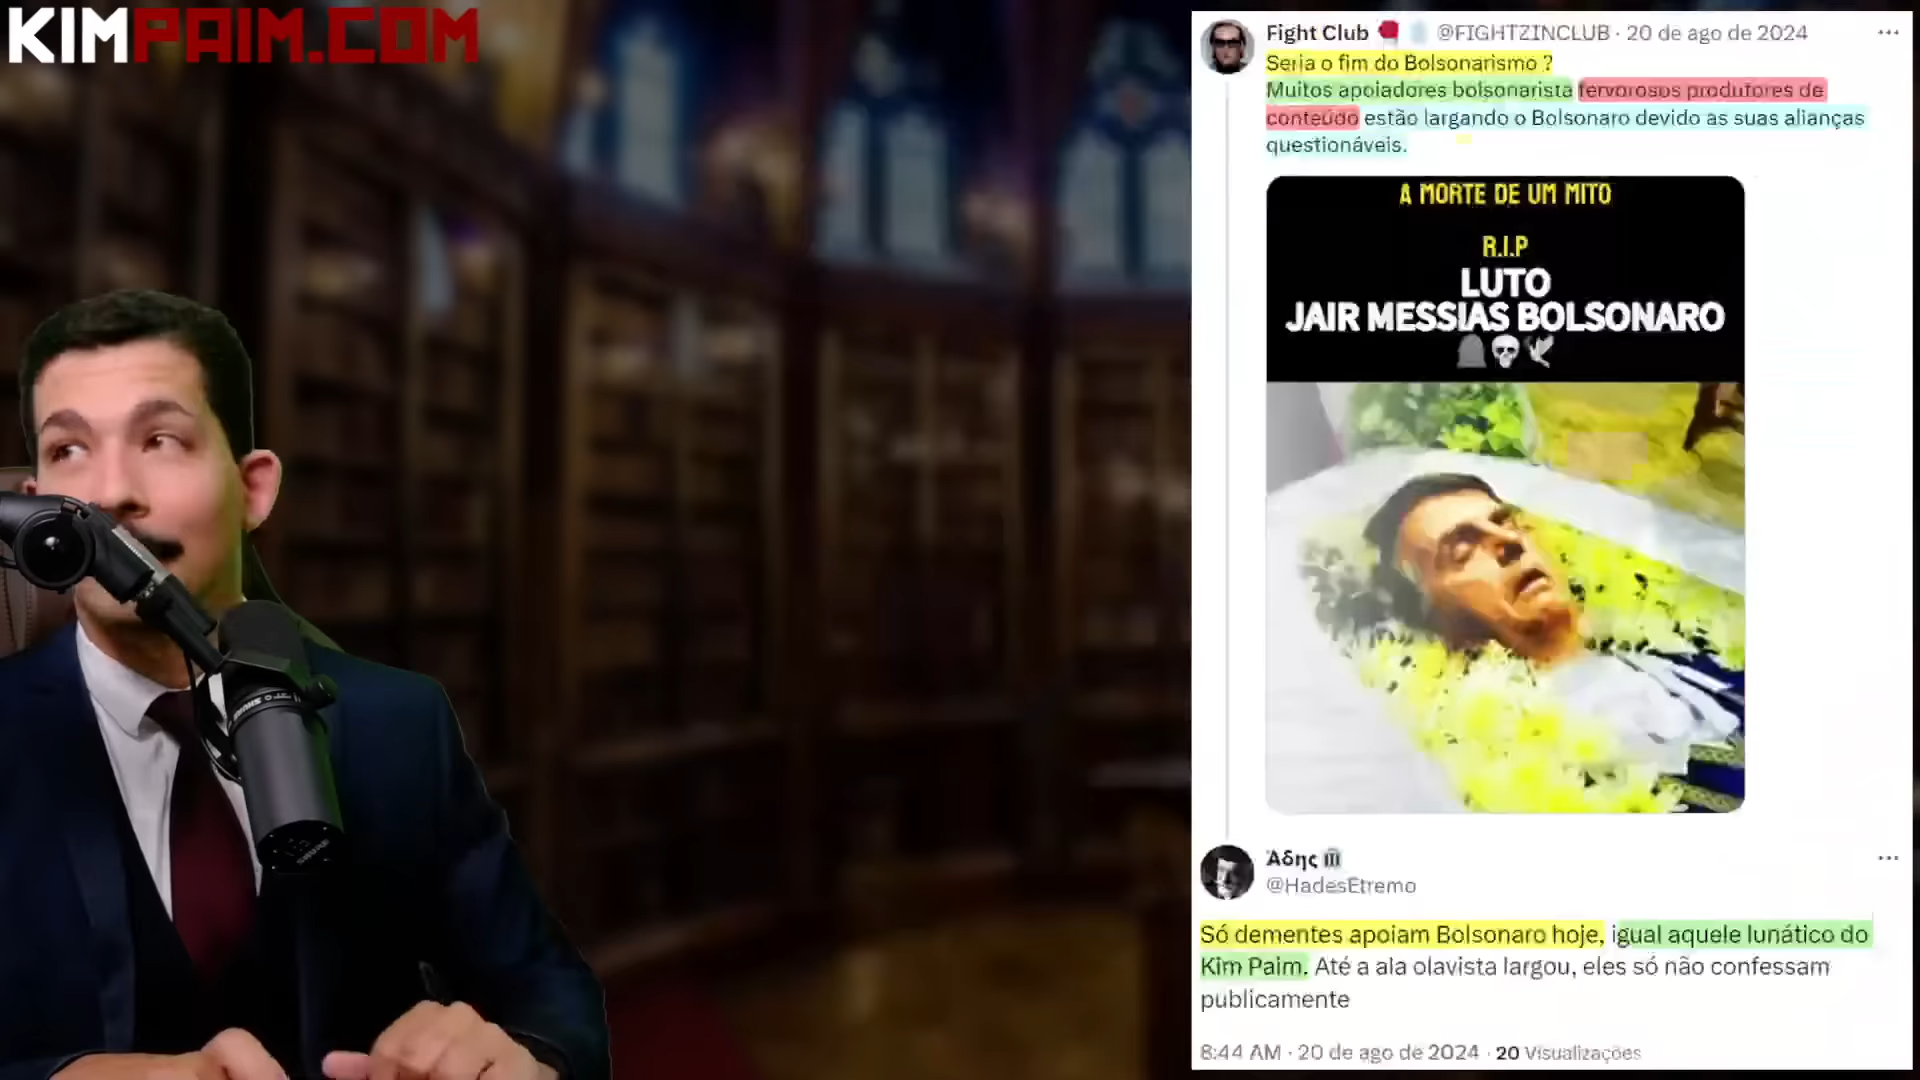 KIMPAIM.COM
Fight Club @FIGHTZINCLUB · 20 de ago de 2024
Seria o fim do Bolsonarismo ?
Muitos apoiadores bolsonarista fervorosos produtores de
conteúdo estão largando o Bolsonaro devido as suas alianças
questionáveis.
A MORTE DE UM MITO
R.I.P
LUTO
JAIR MESSIAS BOLSONARO
Άδης
@HadesEtremo
Só dementes apoiam Bolsonaro hoje, igual aquele lunático do
Kim Paim. Até a ala olavista largou, eles só não confessam
publicamente
8:44 AM · 20 de ago de 2024 · 20 Visualizações
SHURE